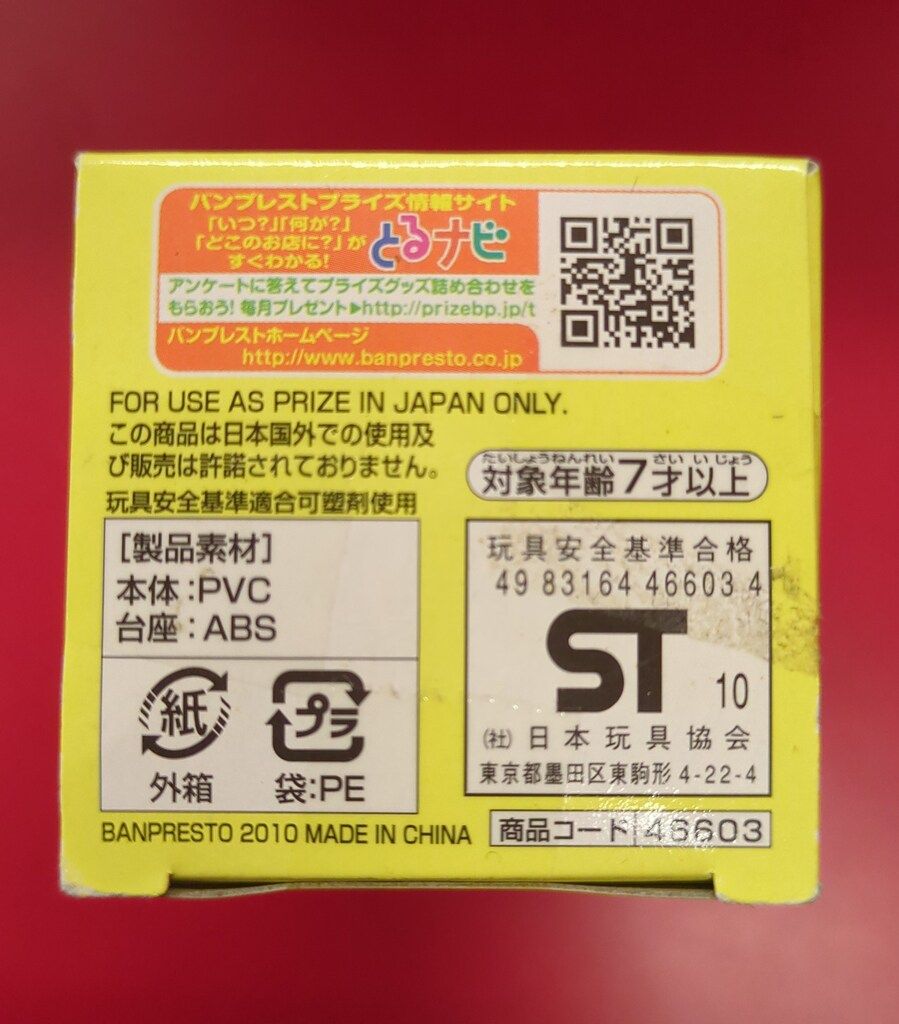 バンプレストプライズ情報サイト
「いつ?」「何が?」
「どこのお店に?」が
すぐわかる!
とるナビ
アンケートに答えてプライズグッズ詰め合わせを
もらおう! 毎月プレゼント▶http://prizebp.jp/t
バンプレストホームページ
http://www.banpresto.co.jp
FOR USE AS PRIZE IN JAPAN ONLY.
この商品は日本国外での使用及
び販売は許諾されておりません。
玩具安全基準適合可塑剤使用
たいしょうねんれい さい いじょう
対象年齢7才以上
[製品素材]
本体:PVC
台座:ABS
紙
外箱
プラ
袋:PE
玩具安全基準合格
49 83164 46603 4
ST
10
(社)日本玩具協会
東京都墨田区東駒形 4-22-4
BANPRESTO 2010 MADE IN CHINA
商品コード 46603